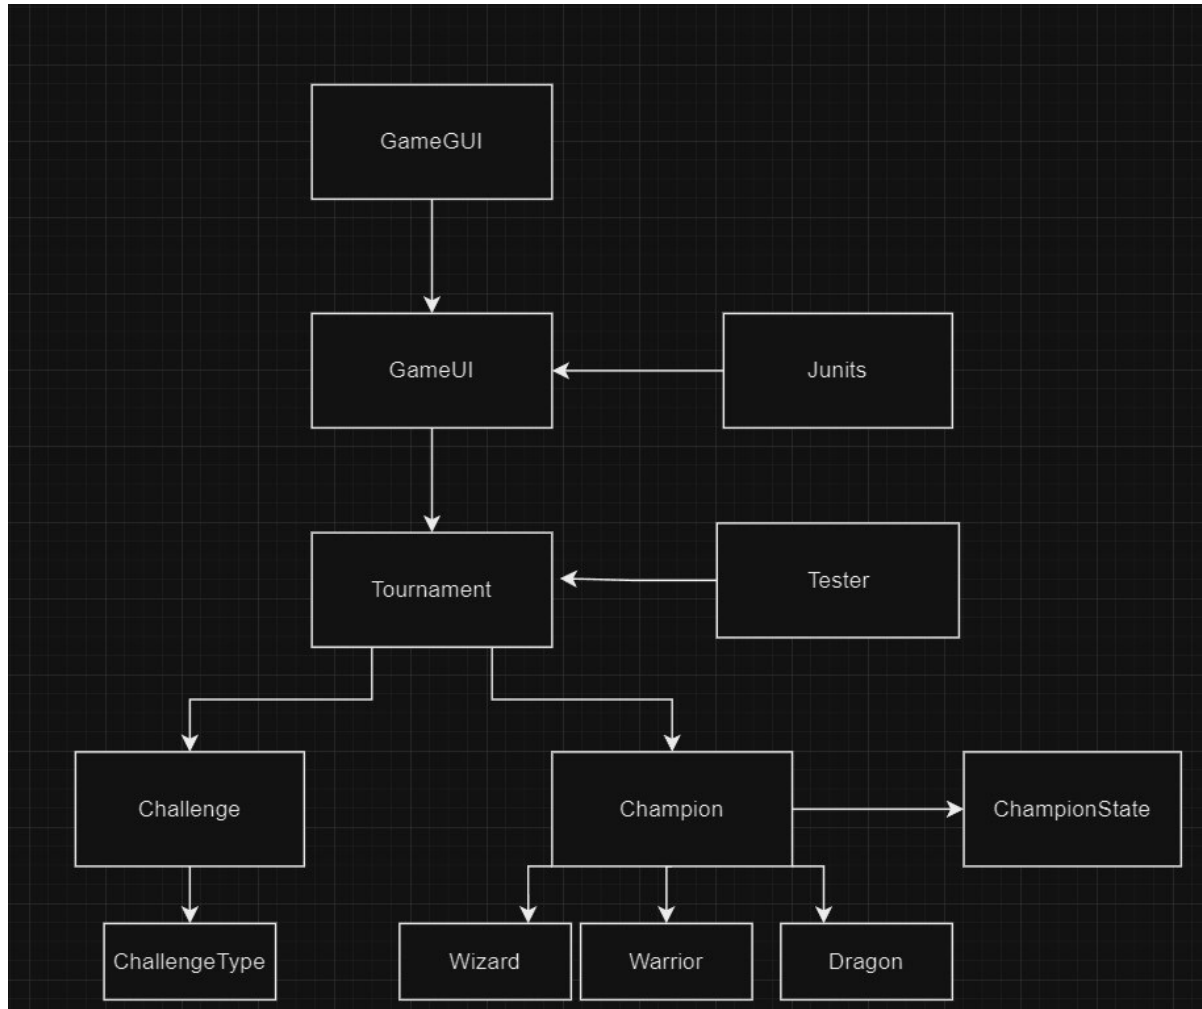 GameGUI
GameUI
Junits
Tournament
Tester
Challenge
Champion
ChampionState
ChallengeType
Wizard
Warrior
Dragon